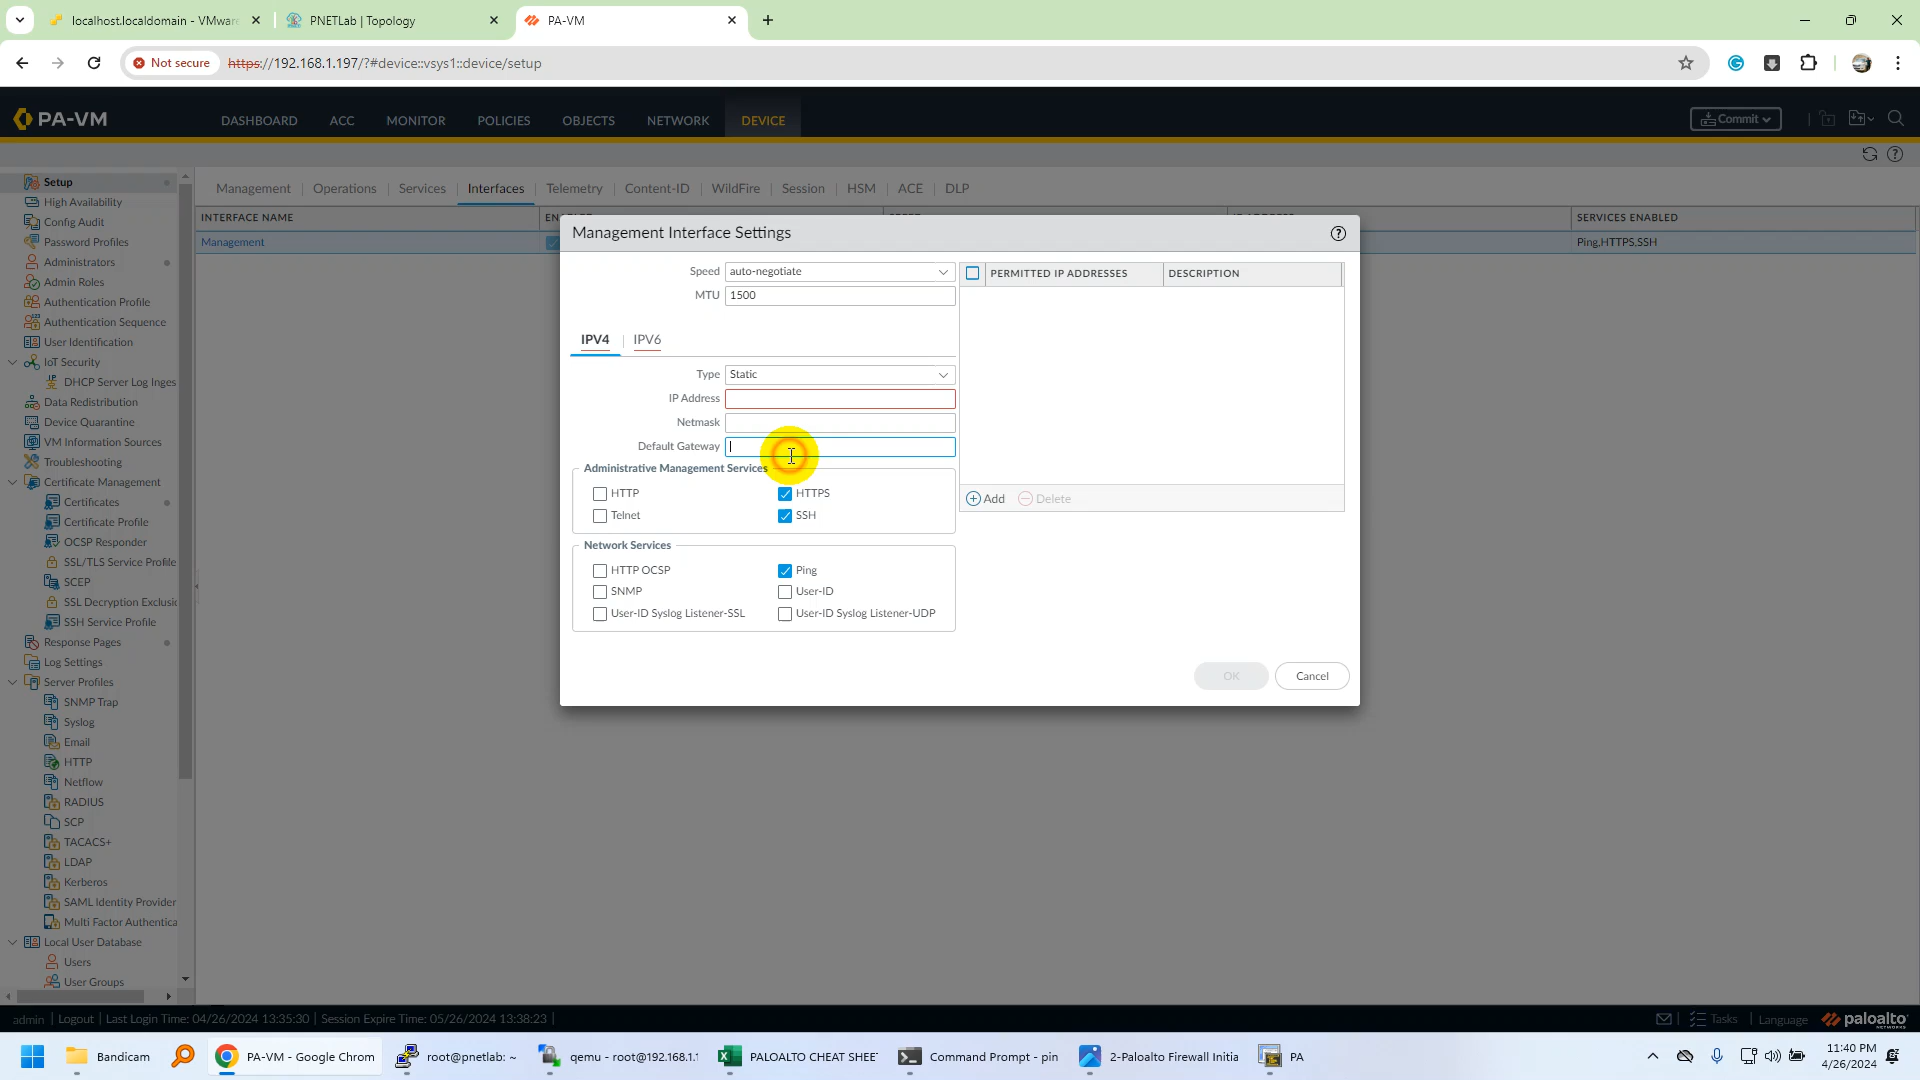 localhost.localdomain - VMware
PNETLab | Topology
PA-VM
Not secure
https://192.168.1.197/?#device::vsys1::device/setup
PA-VM
DASHBOARD
ACC
MONITOR
POLICIES
OBJECTS
NETWORK
DEVICE
Commit
Setup
High Availability
Config Audit
Password Profiles
Administrators
Admin Roles
Authentication Profile
Authentication Sequence
User Identification
IoT Security
DHCP Server Log Inges
Data Redistribution
Device Quarantine
VM Information Sources
Troubleshooting
Certificate Management
Certificates
Certificate Profile
OCSP Responder
SSL/TLS Service Profile
SCEP
SSL Decryption Exclusio
SSH Service Profile
Response Pages
Log Settings
Server Profiles
SNMP Trap
Syslog
Email
HTTP
Netflow
RADIUS
SCP
TACACS+
LDAP
Kerberos
SAML Identity Provider
Multi Factor Authentica
Local User Database
Users
User Groups
Management
Operations
Services
Interfaces
Telemetry
Content-ID
WildFire
Session
HSM
ACE
DLP
INTERFACE NAME
SERVICES ENABLED
Management
Ping,HTTPS,SSH
Management Interface Settings
Speed auto-negotiate
MTU 1500
IPV4
IPV6
Type Static
IP Address
Netmask
Default Gateway
Administrative Management Services
HTTP
HTTPS
Telnet
SSH
Network Services
HTTP OCSP
Ping
SNMP
User-ID
User-ID Syslog Listener-SSL
User-ID Syslog Listener-UDP
PERMITTED IP ADDRESSES
DESCRIPTION
Add
Delete
OK
Cancel
admin | Logout | Last Login Time: 04/26/2024 13:35:30 | Session Expire Time: 05/26/2024 13:38:23 |
Tasks | Language
paloalto
NETWORKS
Bandicam
PA-VM - Google Chrom
root@pnetlab: ~
qemu - root@192.168.1.1
PALOALTO CHEAT SHEE
Command Prompt - pin
2-Paloalto Firewall Initia
PA
11:40 PM
4/26/2024